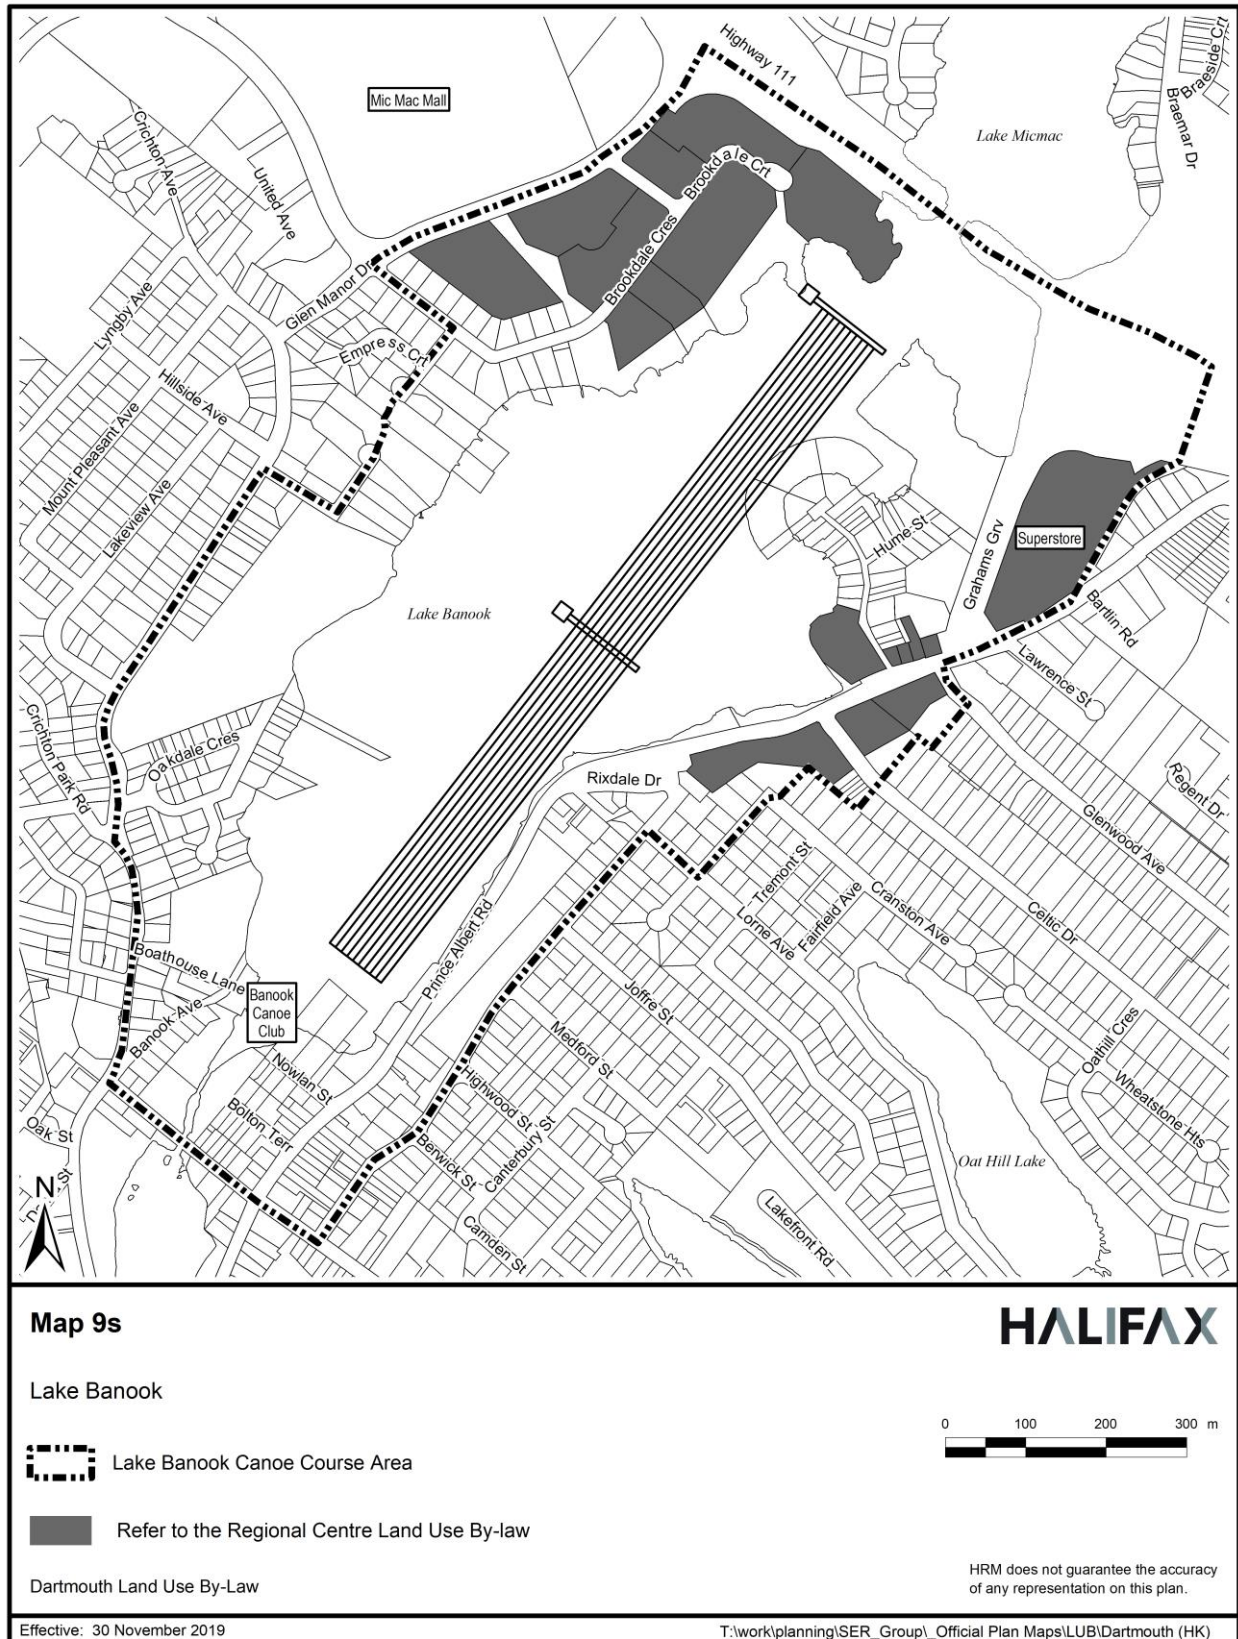 Highway 111
Mic Mac Mall
Lake Micmac
Braeside Crt
Braemar Dr
Crichton Ave
United Ave
Brookdale Crt
Brookdale Cres
Glen Manor Dr
Lyngby Ave
Empress Crt
Hillside Ave
Mount Pleasant Ave
Lakeview Ave
Hume St
Superstore
Grahams Grv
Lake Banook
Bartlin Rd
Lawrence St
Crichton Park Rd
Oakdale Cres
Rixdale Dr
Regent Dr
Glenwood Ave
Tremont St
Fairfield Ave
Cranston Ave
Lorne Ave
Celtic Dr
Prince Albert Rd
Boathouse Lane
Banook
Canoe
Club
Banook Ave
Joffre St
Medford St
Nowlan St
Oathill Cres
Highwood St
Wheatstone Hts
Bolton Terr
Canterbury St
Berwick St
Oak St
Oat Hill Lake
N
Lakefront Rd
Camden St
Map 9s
HALIFAX
Lake Banook
0 100 200 300 m
Lake Banook Canoe Course Area
Refer to the Regional Centre Land Use By-law
Dartmouth Land Use By-Law
HRM does not guarantee the accuracy
of any representation on this plan.
Effective: 30 November 2019
T:\work\planning\SER_Group\_Official Plan Maps\LUB\Dartmouth (HK)